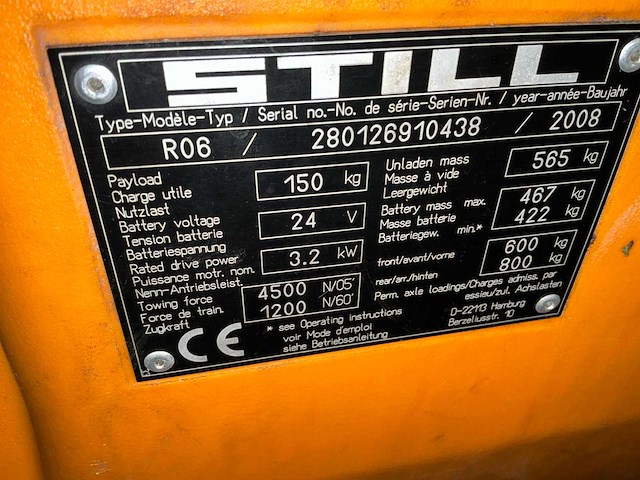 STILL
Type-Modèle-Typ / Serial no.-No. de série-Serien-Nr. / year-année-Baujahr
R06 / 280126910438 / 2008
Payload
Charge utile
Nutzlast
150 kg
Battery voltage
Tension batterie
Batteriespannung
24 V
Rated drive power
Puissance motr. nom.
Nenn-Antriebsleist.
3.2 kW
Towing force
Force de train.
Zugkraft
4500 N/05'
1200 N/60'
Unladen mass
Masse à vide
Leergewicht
565 kg
Battery mass max.
Masse batterie
Batteriegew. min.*
467 kg
422 kg
front/avant/vorne
600 kg
rear/arr./hinten
800 kg
Perm. axle loadings/Charges admiss. par
essieu/zul. Achslasten
CE
* see Operating instructions
voir Mode d'emploi
siehe Betriebsanleitung
D-22113 Hamburg
Berzeliusstr. 10